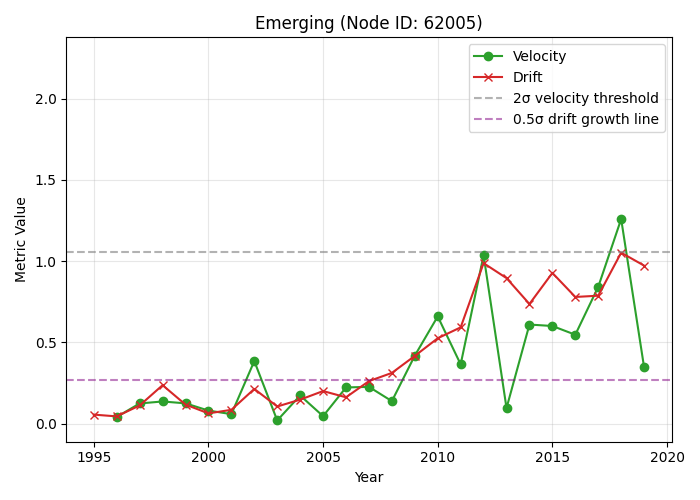 Emerging (Node ID: 62005)
Velocity
Drift
2σ velocity threshold
0.5σ drift growth line
Metric Value
2.0
1.5
1.0
0.5
0.0
1995
2000
2005
2010
2015
2020
Year